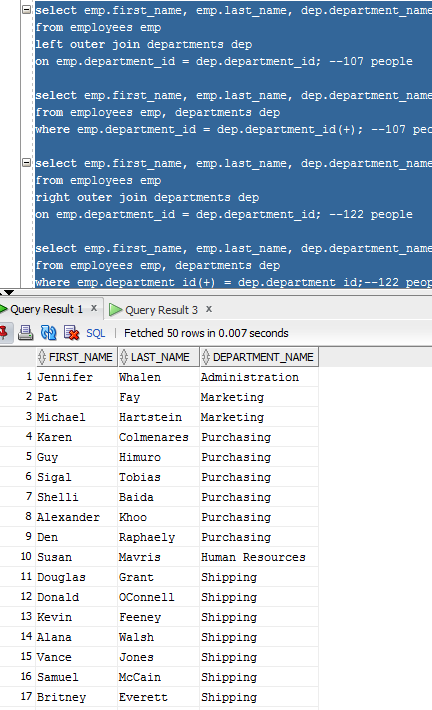 select emp.first_name, emp.last_name, dep.department_name
from employees emp
left outer join departments dep
on emp.department_id = dep.department_id; --107 people
select emp.first_name, emp.last_name, dep.department_name
from employees emp, departments dep
where emp.department_id = dep.department_id(+); --107 peo
select emp.first_name, emp.last_name, dep.department_name
from employees emp
right outer join departments dep
on emp.department_id = dep.department_id; --122 people
select emp.first_name, emp.last_name, dep.department_name
from employees emp, departments dep
where emp.department_id(+) = dep.department_id;--122 peop
Query Result 1 x Query Result 3 x
SQL | Fetched 50 rows in 0.007 seconds
FIRST_NAME LAST_NAME DEPARTMENT_NAME
1 Jennifer Whalen Administration
2 Pat Fay Marketing
3 Michael Hartstein Marketing
4 Karen Colmenares Purchasing
5 Guy Himuro Purchasing
6 Sigal Tobias Purchasing
7 Shelli Baida Purchasing
8 Alexander Khoo Purchasing
9 Den Raphaely Purchasing
10 Susan Mavris Human Resources
11 Douglas Grant Shipping
12 Donald OConnell Shipping
13 Kevin Feeney Shipping
14 Alana Walsh Shipping
15 Vance Jones Shipping
16 Samuel McCain Shipping
17 Britney Everett Shipping